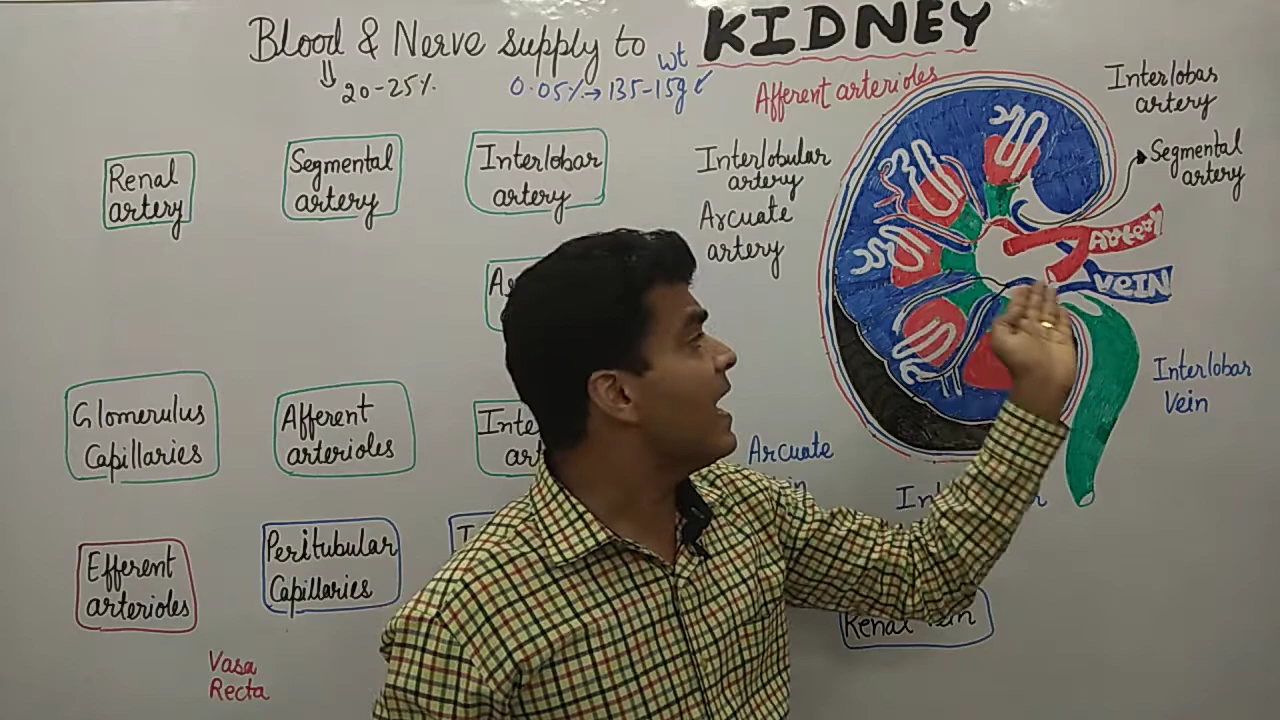 Blood & Nerve supply to KIDNEY
⇓ 20-25%.
0.05% → 135-15g ✓
wt
Afferent arterioles
Interlobar
artery
Segmental
artery
Renal
artery
Segmental
artery
Interlobar
artery
Interlobular
artery
Arcuate
artery
Artery
VEIN
Glomerulus
Capillaries
Afferent
arterioles
Interlobar
Vein
Arcuate
Efferent
arterioles
Peritubular
Capillaries
Renal
Vasa
Recta